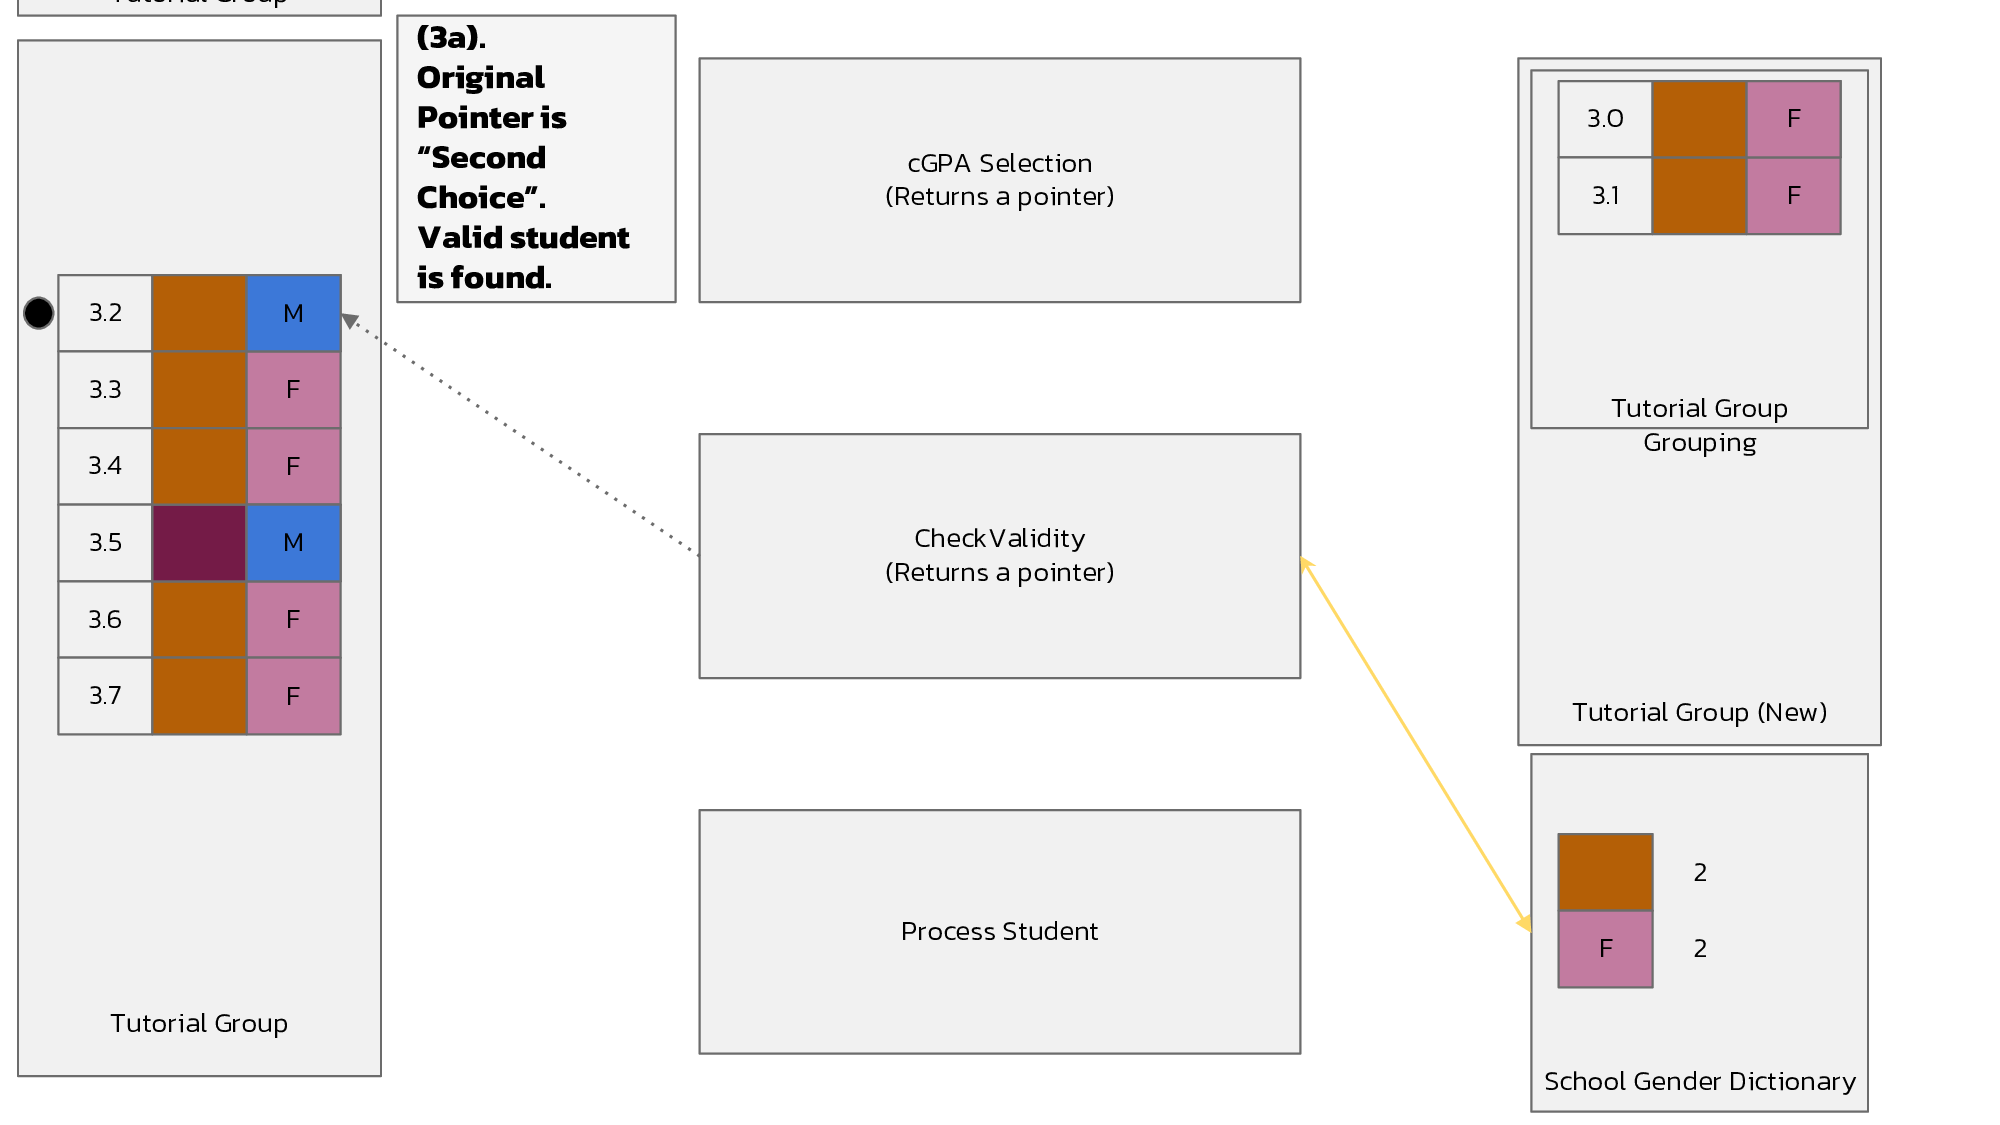 Tutorial Group
(3a).
Original
Pointer is
“Second
Choice”.
Valid student
is found.
3.2 M
3.3 F
3.4 F
3.5 M
3.6 F
3.7 F
Tutorial Group
cGPA Selection
(Returns a pointer)
CheckValidity
(Returns a pointer)
Process Student
3.0 F
3.1 F
Tutorial Group
Grouping
Tutorial Group (New)
2
F 2
School Gender Dictionary